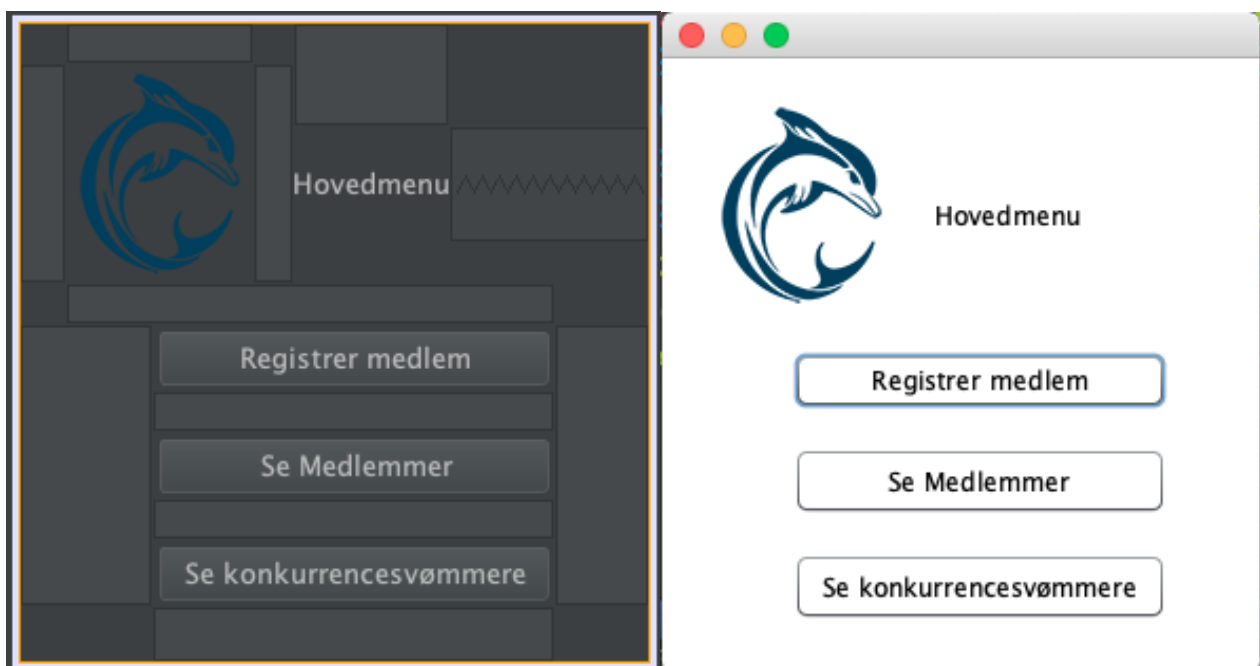 Hovedmenu
Registrer medlem
Se Medlemmer
Se konkurrencesvømmere
Hovedmenu
Registrer medlem
Se Medlemmer
Se konkurrencesvømmere